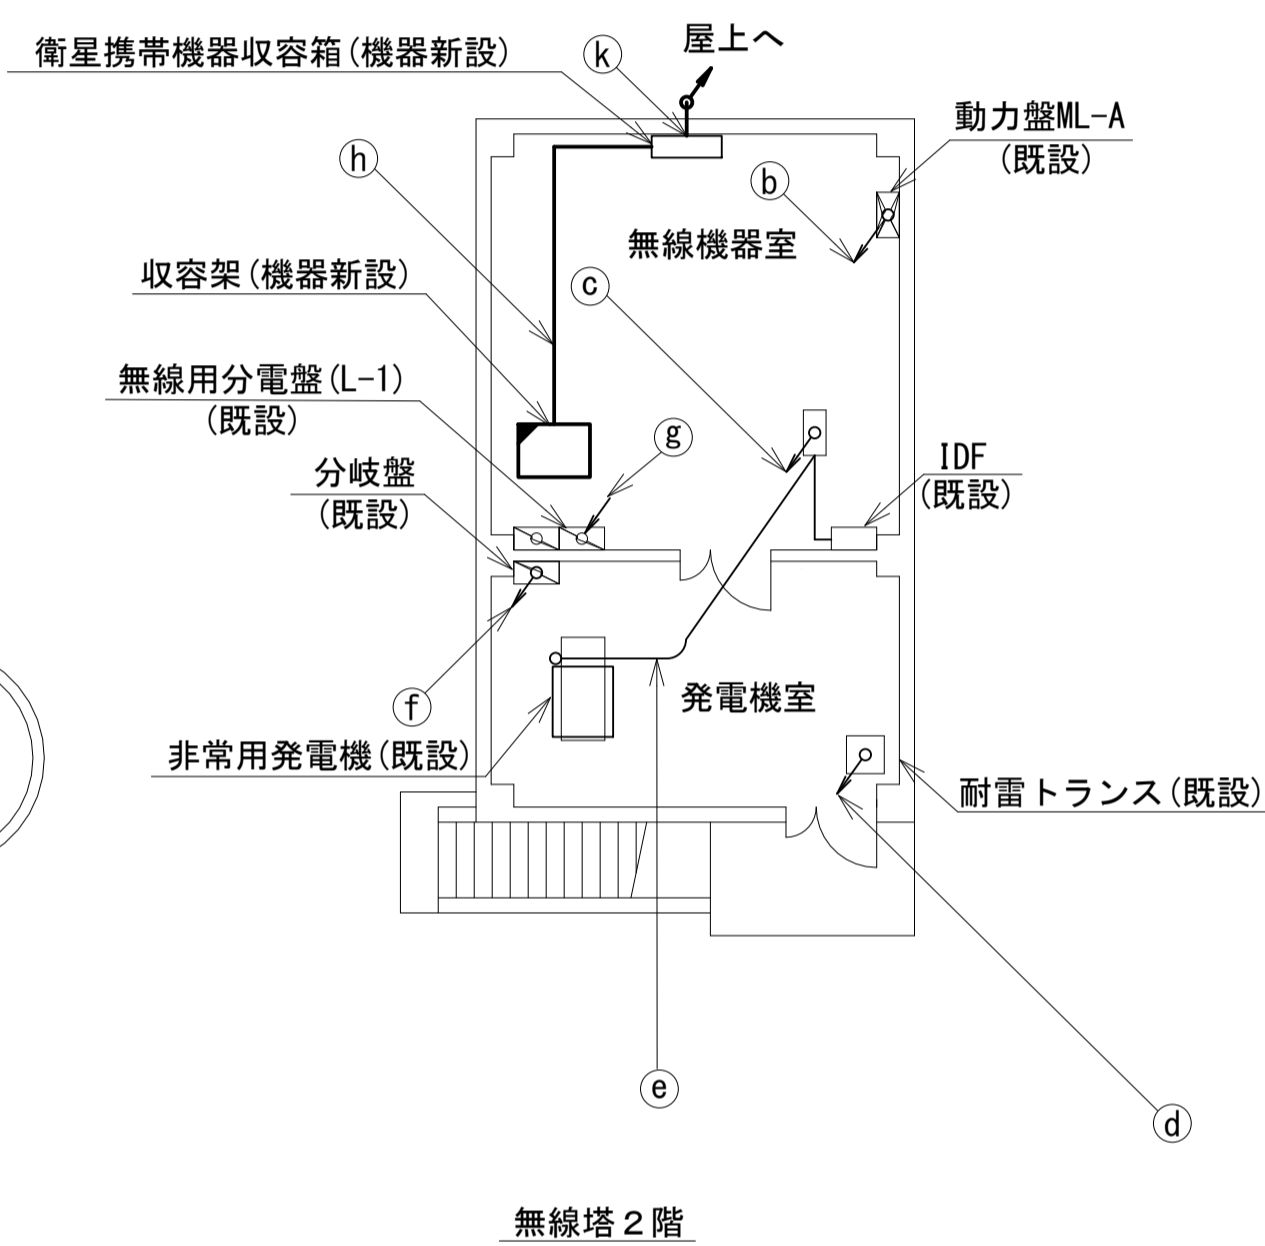 屋上へ
衛星携帯機器収容箱(機器新設)
k
動力盤ML-A
(既設)
h
b
無線機器室
収容架(機器新設)
c
無線用分電盤(L-1)
(既設)
g
IDF
(既設)
分岐盤
(既設)
f
発電機室
非常用発電機(既設)
耐雷トランス(既設)
e
d
無線塔2階